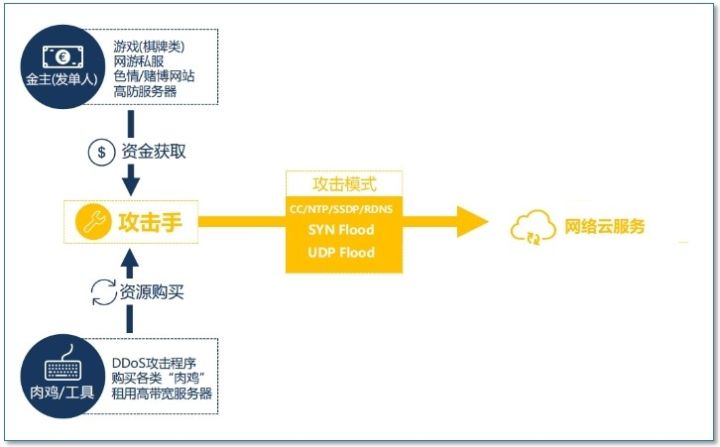 金主(发单人)
游戏(棋牌类)
网游私服
色情/赌博网站
高防服务器
$ 资金获取
攻击手
攻击模式
CC/NTP/SSDP/RDNS
SYN Flood
UDP Flood
网络云服务
资源购买
肉鸡/工具
DDoS攻击程序
购买各类“肉鸡”
租用高带宽服务器